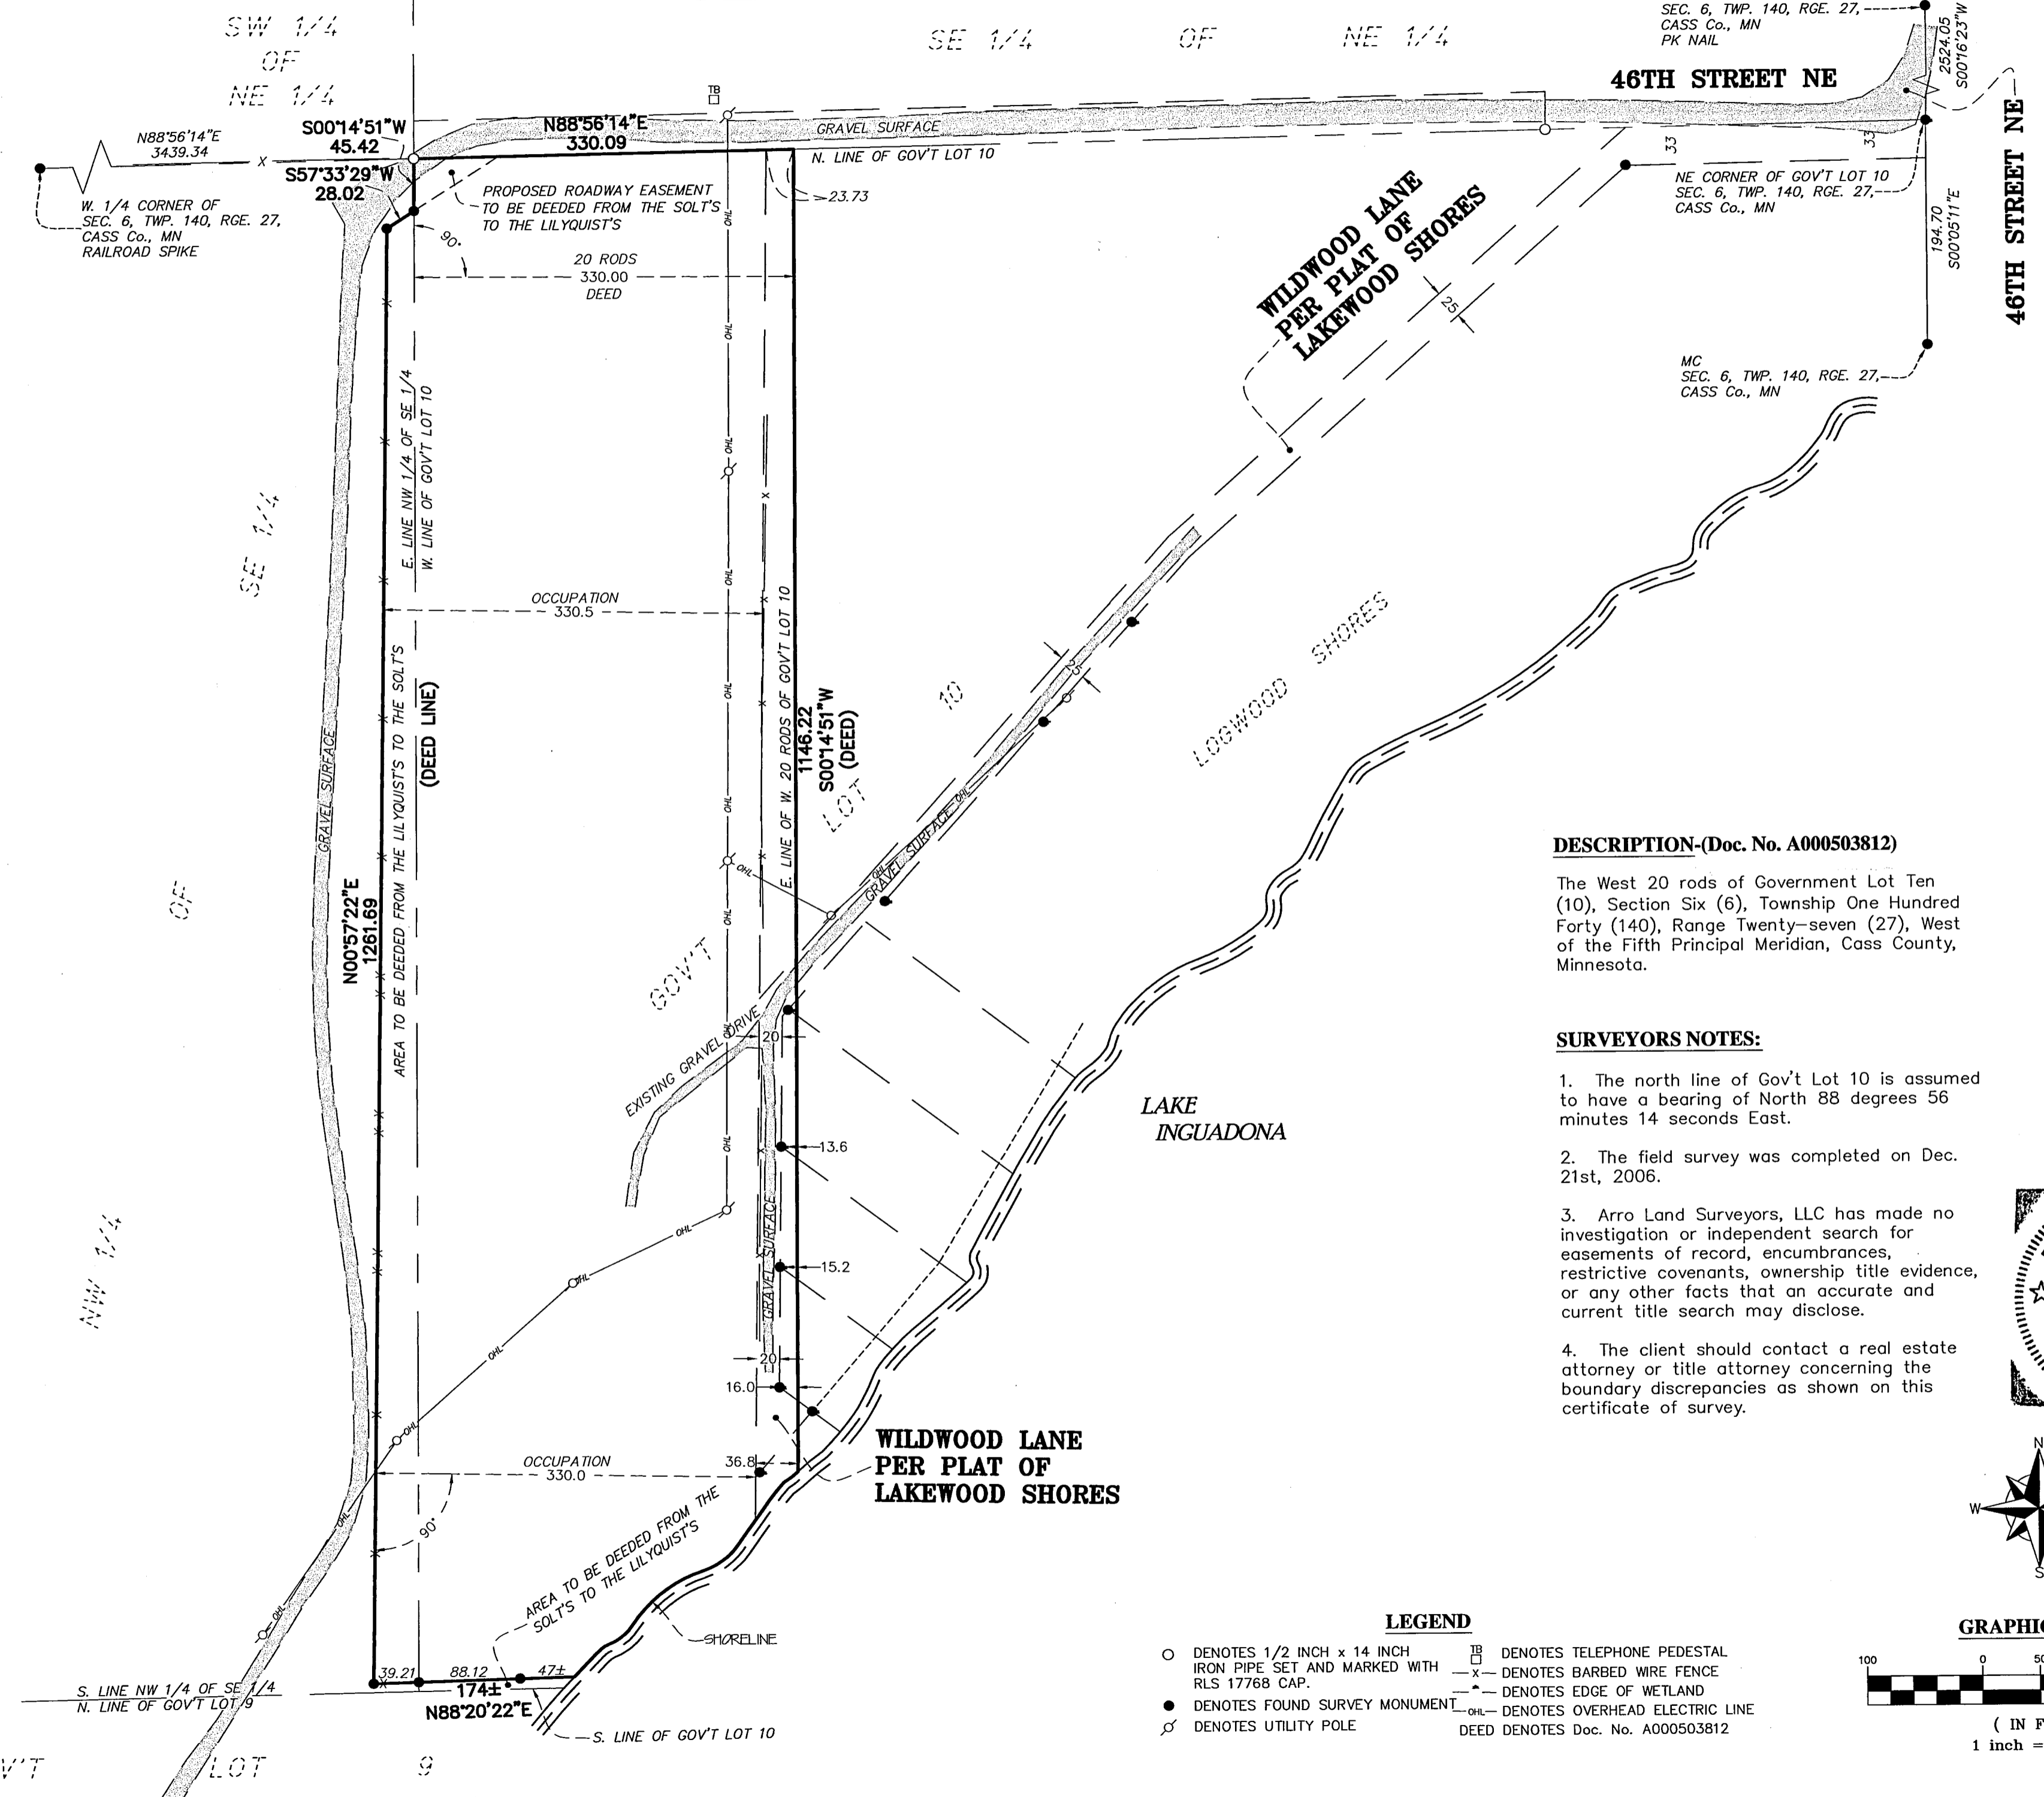 SW 1/4
OF
NE 1/4
SE 1/4 OF NE 1/4
SEC. 6, TWP. 140, RGE. 27,
CASS Co., MN
PK NAIL
2524.05
S00°16'23"W
46TH STREET NE
46TH STREET NE
TB
N88°56'14"E
3439.34
X
S00°14'51"W
45.42
S57°33'29"W
28.02
N88°56'14"E
330.09
GRAVEL SURFACE
N. LINE OF GOV'T LOT 10
23.73
33
33
W. 1/4 CORNER OF
SEC. 6, TWP. 140, RGE. 27,
CASS Co., MN
RAILROAD SPIKE
PROPOSED ROADWAY EASEMENT
TO BE DEEDED FROM THE SOLT'S
TO THE LILYQUIST'S
90°
20 RODS
330.00
DEED
NE CORNER OF GOV'T LOT 10
SEC. 6, TWP. 140, RGE. 27,
CASS Co., MN
194.70
S00°05'11"E
WILDWOOD LANE
PER PLAT OF
LAKEWOOD SHORES
25
MC
SEC. 6, TWP. 140, RGE. 27,
CASS Co., MN
E. LINE NW 1/4 OF SE 1/4
W. LINE OF GOV'T LOT 10
SE 1/4
OF
NW 1/4
OCCUPATION
330.5
GRAVEL SURFACE
AREA TO BE DEEDED FROM THE LILYQUIST'S TO THE SOLT'S
(DEED LINE)
N00°57'22"E
1261.69
E. LINE OF W. 20 RODS OF GOV'T LOT 10
1146.22
S00°14'51"W
(DEED)
OHL
OHL
OHL
OHL
OHL
OHL
OHL
OHL
OHL
GOV'T LOT 10
25
LOGWOOD SHORES
GRAVEL SURFACE
OHL
OHL
EXISTING GRAVEL DRIVE
20
13.6
15.2
GRAVEL SURFACE
20
16.0
36.8
LAKE
INGUADONA
OHL
OHL
OHL
OHL
OHL
OHL
OCCUPATION
330.0
90°
WILDWOOD LANE
PER PLAT OF
LAKEWOOD SHORES
AREA TO BE DEEDED FROM THE
SOLT'S TO THE LILYQUIST'S
SHORELINE
39.21 88.12 47±
174±
N88°20'22"E
S. LINE NW 1/4 OF SE 1/4
N. LINE OF GOV'T LOT 9
S. LINE OF GOV'T LOT 10
V'T LOT 9
DESCRIPTION-(Doc. No. A000503812)
The West 20 rods of Government Lot Ten
(10), Section Six (6), Township One Hundred
Forty (140), Range Twenty-seven (27), West
of the Fifth Principal Meridian, Cass County,
Minnesota.
SURVEYORS NOTES:
1. The north line of Gov't Lot 10 is assumed
to have a bearing of North 88 degrees 56
minutes 14 seconds East.
2. The field survey was completed on Dec.
21st, 2006.
3. Arro Land Surveyors, LLC has made no
investigation or independent search for
easements of record, encumbrances,
restrictive covenants, ownership title evidence,
or any other facts that an accurate and
current title search may disclose.
4. The client should contact a real estate
attorney or title attorney concerning the
boundary discrepancies as shown on this
certificate of survey.
N
W
S
LEGEND
DENOTES 1/2 INCH x 14 INCH
IRON PIPE SET AND MARKED WITH
RLS 17768 CAP.
DENOTES FOUND SURVEY MONUMENT
DENOTES UTILITY POLE
TB DENOTES TELEPHONE PEDESTAL
X DENOTES BARBED WIRE FENCE
DENOTES EDGE OF WETLAND
OHL DENOTES OVERHEAD ELECTRIC LINE
DEED DENOTES Doc. No. A000503812
GRAPHIC
100 0 50
( IN F
1 inch =